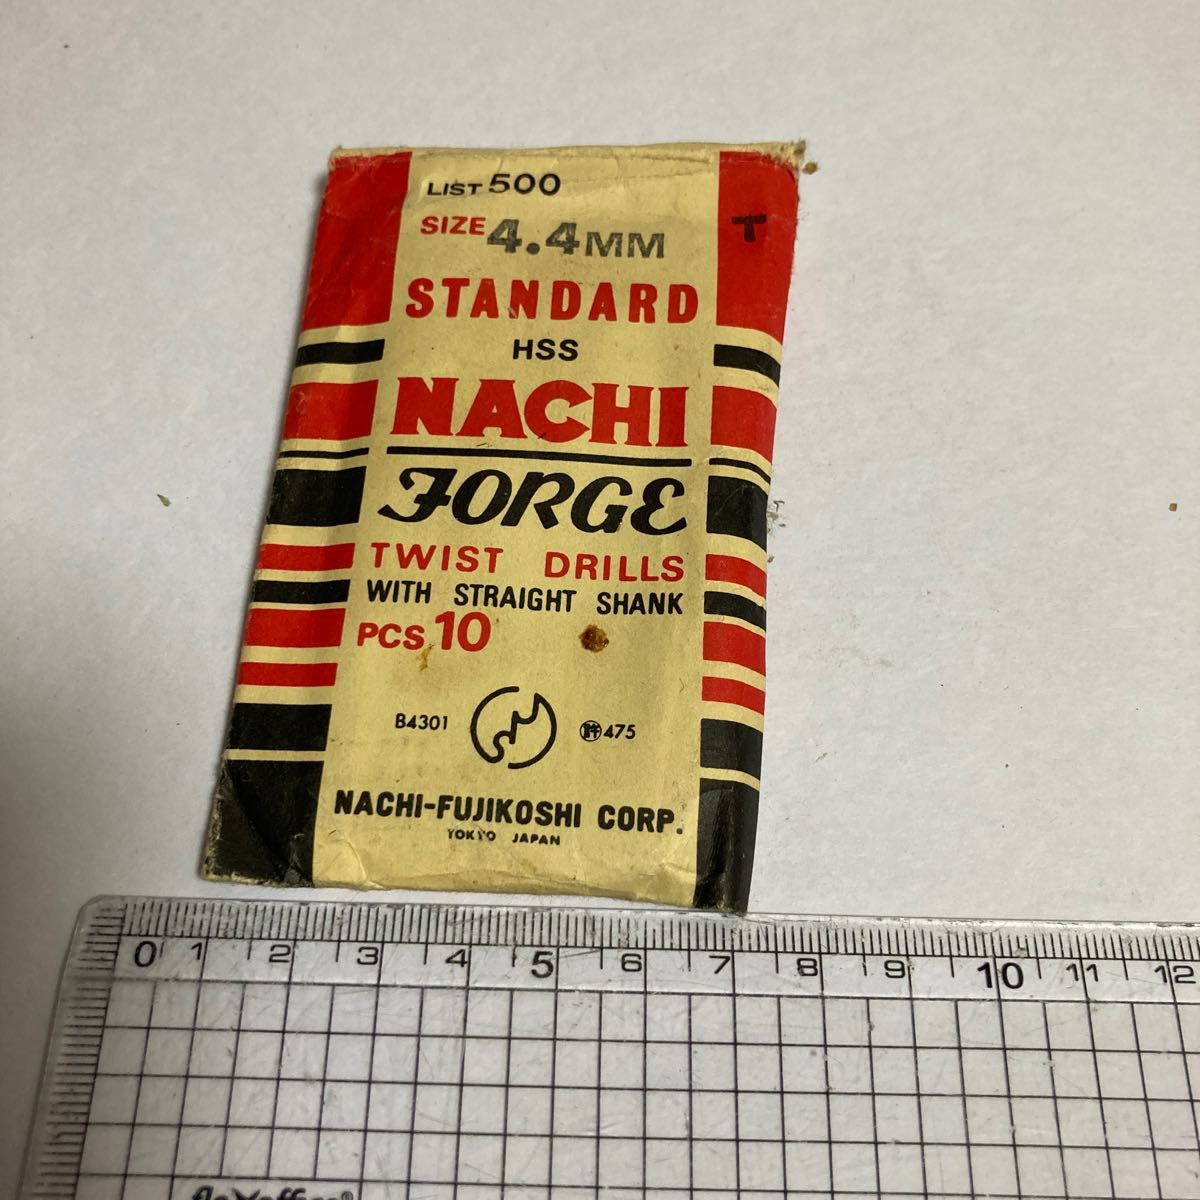 LIST 500
SIZE 4.4MM
T
STANDARD
HSS
NACHI
FORGE
TWIST DRILLS
WITH STRAIGHT SHANK
PCS. 10
B4301
㊕475
NACHI-FUJIKOSHI CORP.
TOKYO JAPAN
0 1 2 3 4 5 6 7 8 9 10 11 12